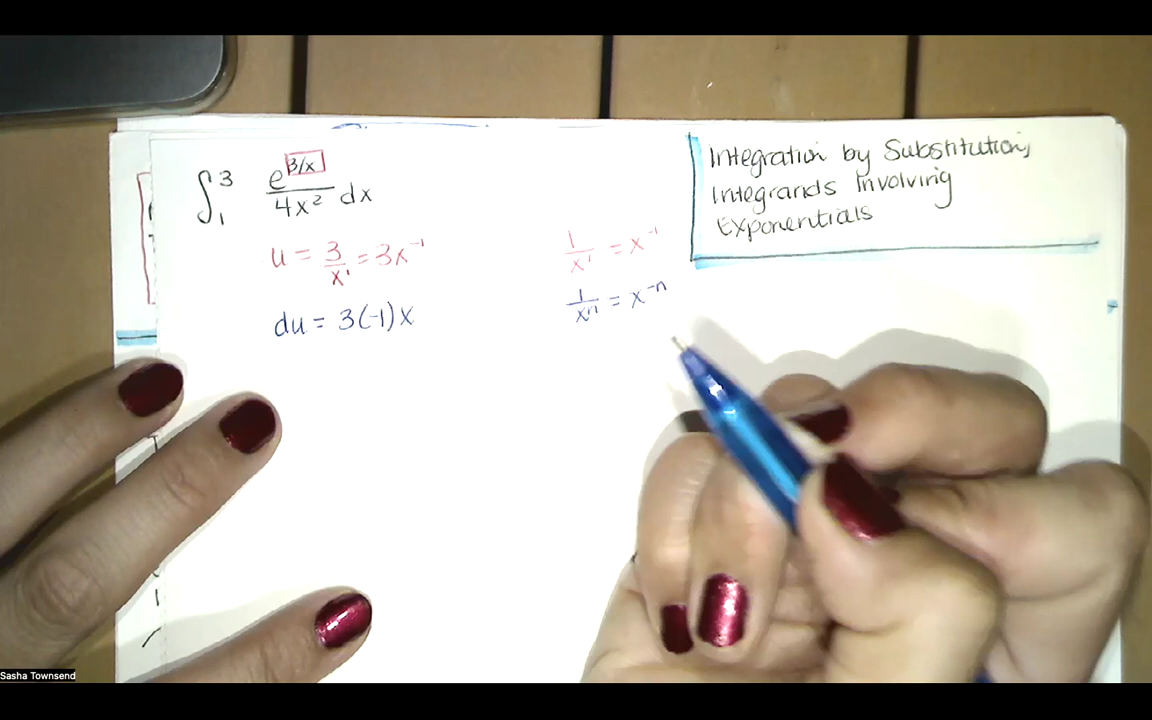 ∫₁³ e^(3/x) / 4x² dx
Integration by Substitution;
Integrands Involving
Exponentials
u = 3/x¹ = 3x⁻¹
1/x¹ = x⁻¹
du = 3(-1)x
1/xⁿ = x⁻ⁿ
Sasha Townsend